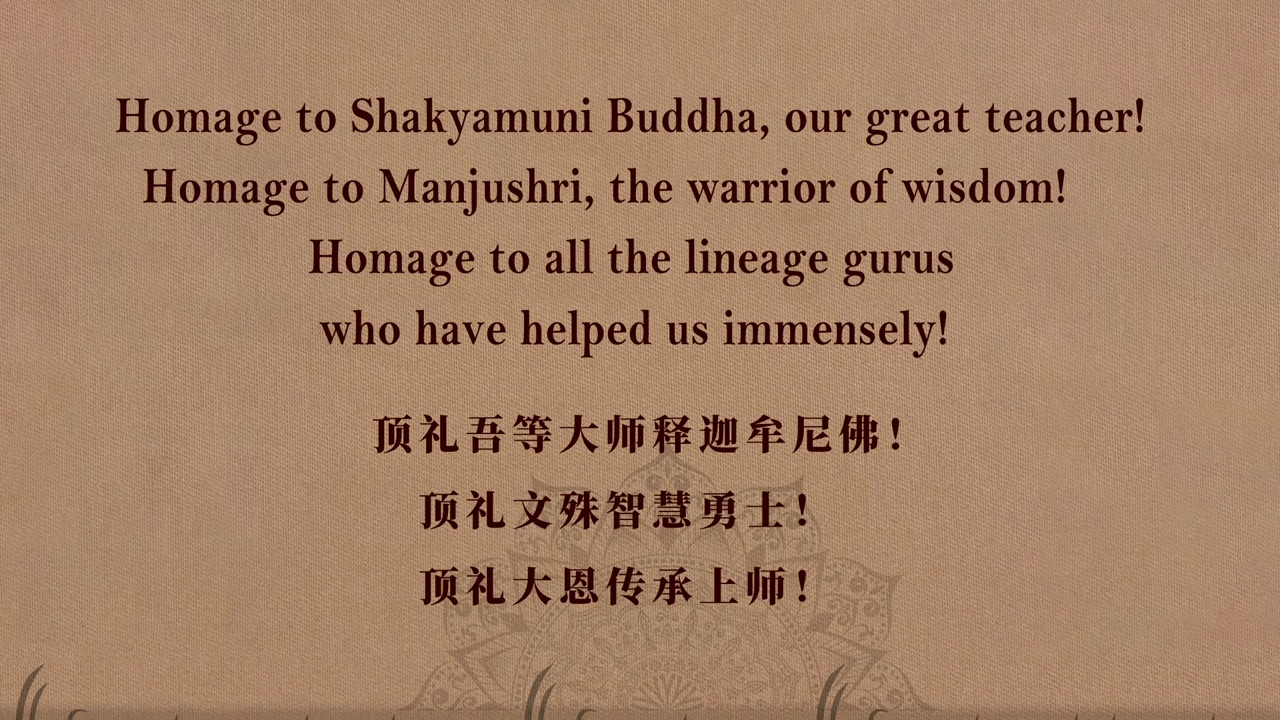 Homage to Shakyamuni Buddha, our great teacher!
Homage to Manjushri, the warrior of wisdom!
Homage to all the lineage gurus
who have helped us immensely!
顶礼吾等大师释迦牟尼佛！
顶礼文殊智慧勇士！
顶礼大恩传承上师！